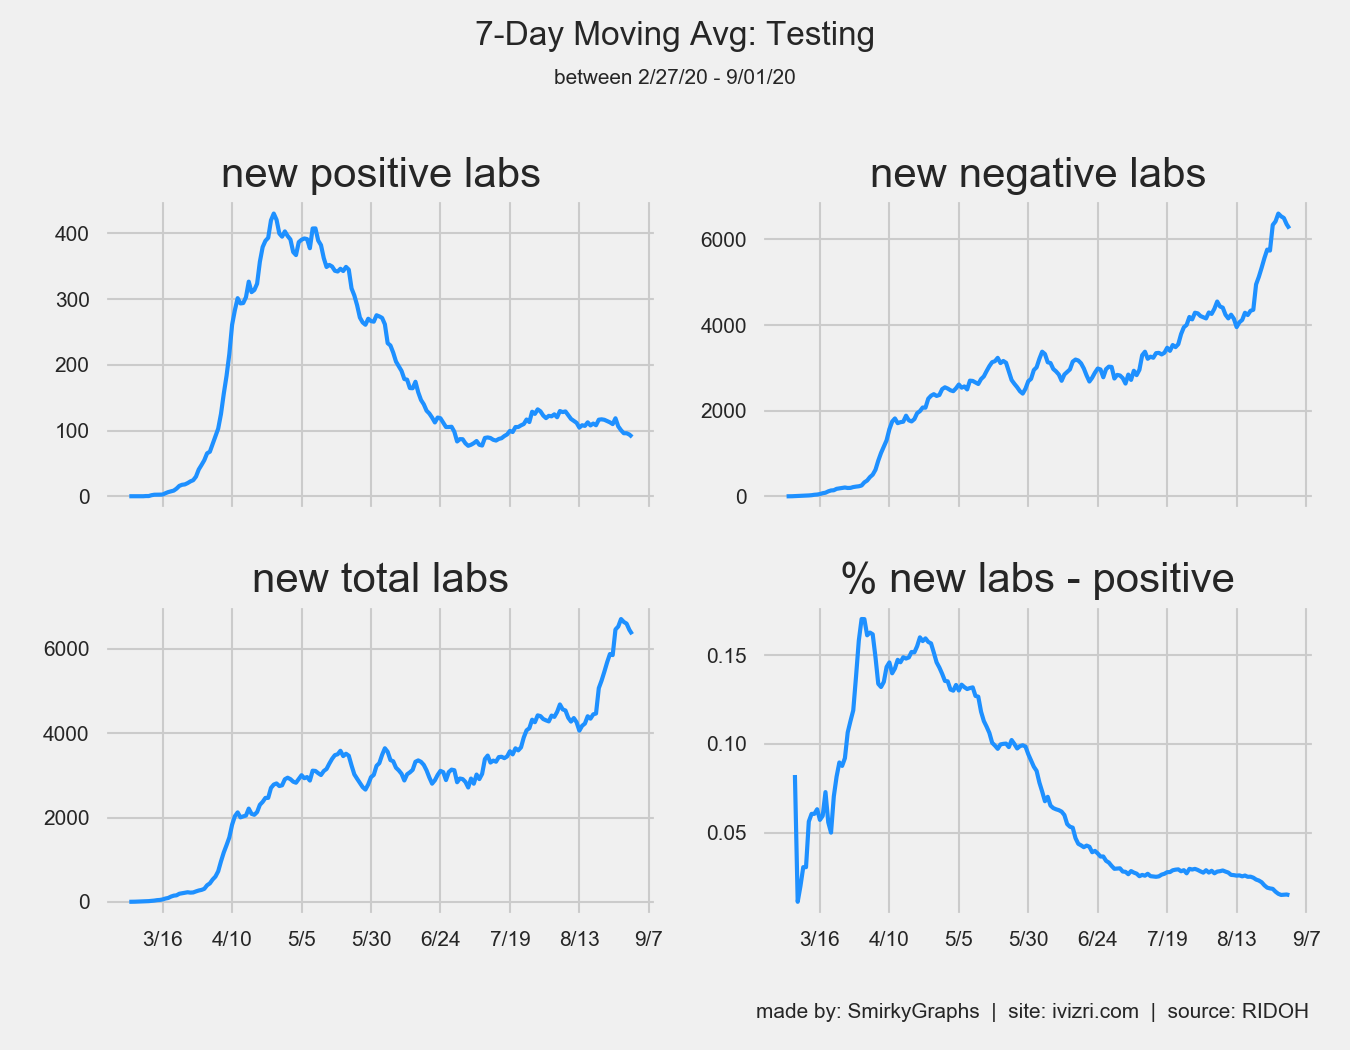 7-Day Moving Avg: Testing
between 2/27/20 - 9/01/20
new positive labs
400
300
200
100
0
new negative labs
6000
4000
2000
0
new total labs
6000
4000
2000
0
3/16 4/10 5/5 5/30 6/24 7/19 8/13 9/7
% new labs - positive
0.15
0.10
0.05
3/16 4/10 5/5 5/30 6/24 7/19 8/13 9/7
made by: SmirkyGraphs | site: ivizri.com | source: RIDOH